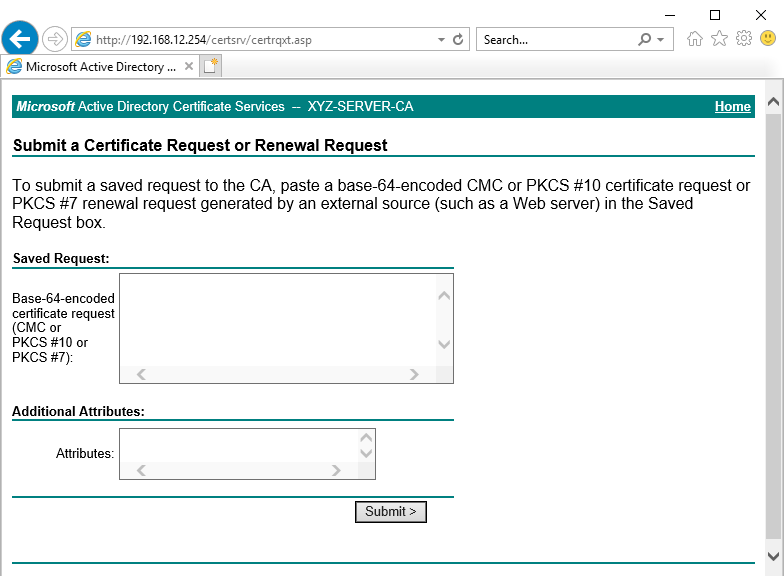 http://192.168.12.254/certsrv/certrqxt.asp
Search...
Microsoft Active Directory ...
Microsoft Active Directory Certificate Services -- XYZ-SERVER-CA
Home
Submit a Certificate Request or Renewal Request
To submit a saved request to the CA, paste a base-64-encoded CMC or PKCS #10 certificate request or
PKCS #7 renewal request generated by an external source (such as a Web server) in the Saved
Request box.
Saved Request:
Base-64-encoded
certificate request
(CMC or
PKCS #10 or
PKCS #7):
Additional Attributes:
Attributes:
Submit >